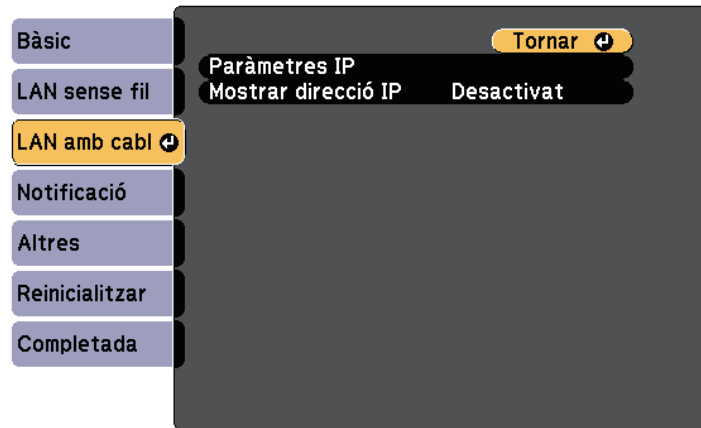 Bàsic
LAN sense fil
LAN amb cabl
Notificació
Altres
Reinicialitzar
Completada
Tornar
Paràmetres IP
Mostrar direcció IP Desactivat